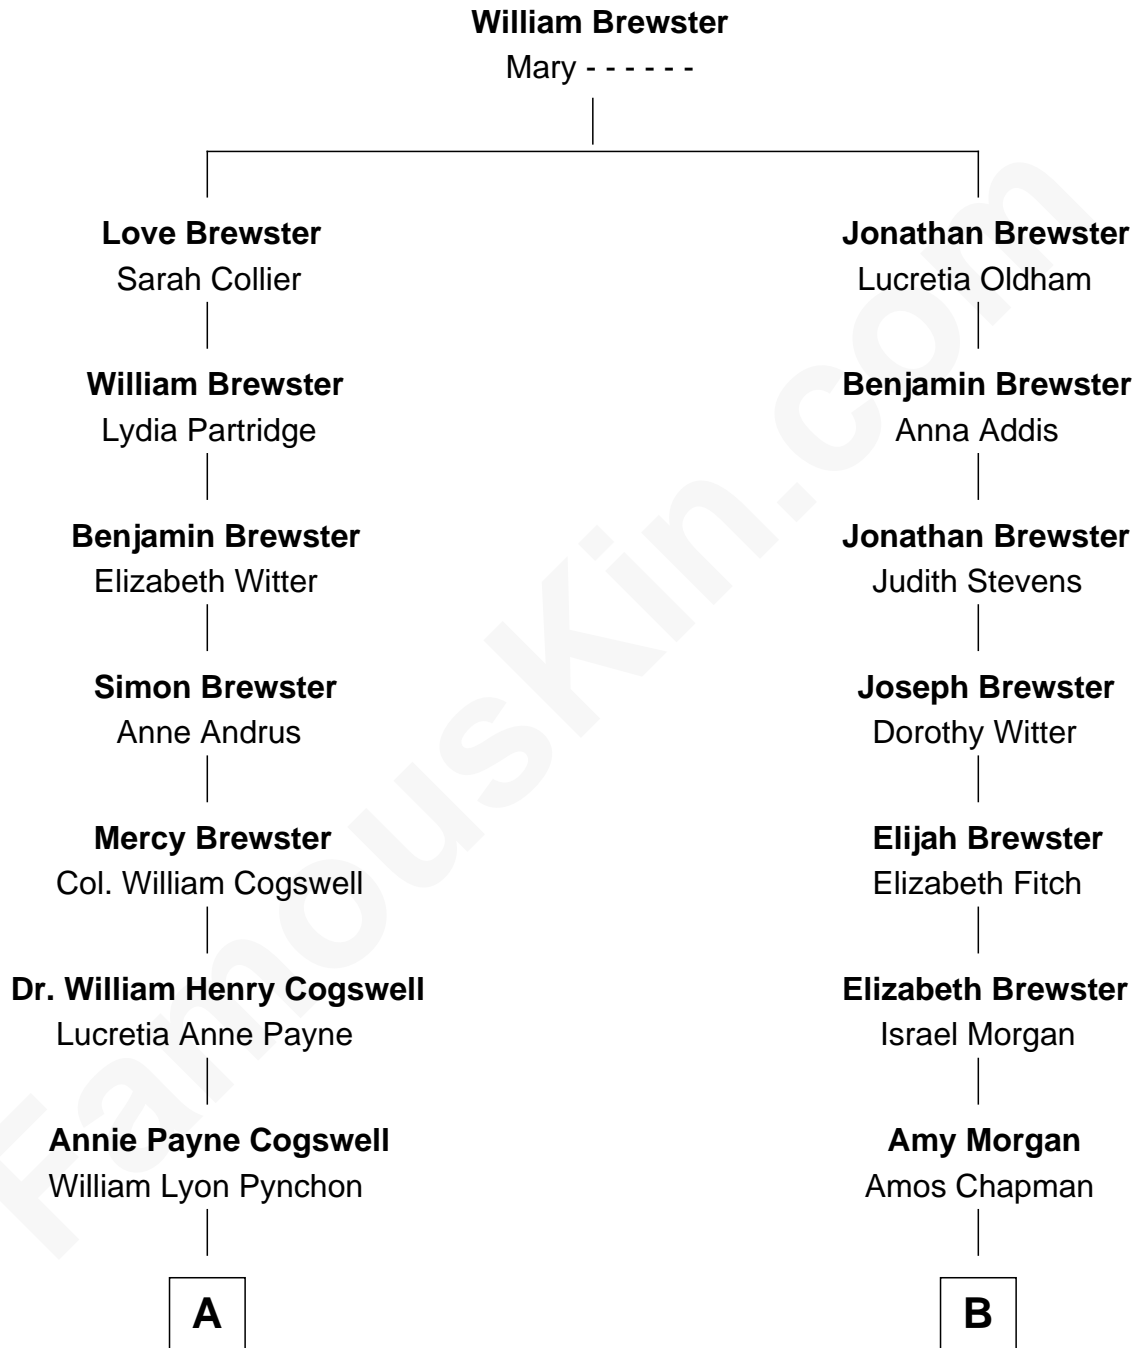 William Brewster
Mary - - - - - -
Love Brewster
Sarah Collier
Jonathan Brewster
Lucretia Oldham
William Brewster
Lydia Partridge
Benjamin Brewster
Anna Addis
Benjamin Brewster
Elizabeth Witter
Jonathan Brewster
Judith Stevens
Simon Brewster
Anne Andrus
Joseph Brewster
Dorothy Witter
Mercy Brewster
Col. William Cogswell
Elijah Brewster
Elizabeth Fitch
Dr. William Henry Cogswell
Lucretia Anne Payne
Elizabeth Brewster
Israel Morgan
Annie Payne Cogswell
William Lyon Pynchon
Amy Morgan
Amos Chapman
A
B
FamousKin.com